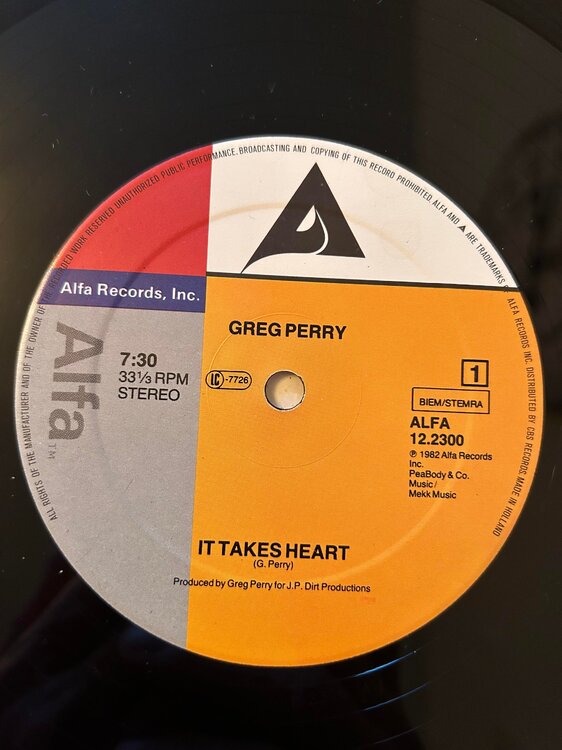 ALL RIGHTS OF THE MANUFACTURER AND OF THE OWNER OF THE RECORDED WORK RESERVED UNAUTHORIZED PUBLIC PERFORMANCE, BROADCASTING AND COPYING OF THIS RECORD PROHIBITED. ALFA AND ▲ ARE TRADEMARKS OF ALFA RECORDS INC. DISTRIBUTED BY CBS RECORDS MADE IN HOLLAND
Alfa Records, Inc.
Alfa™
GREG PERRY
7:30
33⅓ RPM
STEREO
LC-7726
1
BIEM/STEMRA
ALFA
12.2300
℗ 1982 Alfa Records
Inc.
PeaBody & Co.
Music/
Mekk Music
IT TAKES HEART
(G. Perry)
Produced by Greg Perry for J.P. Dirt Productions